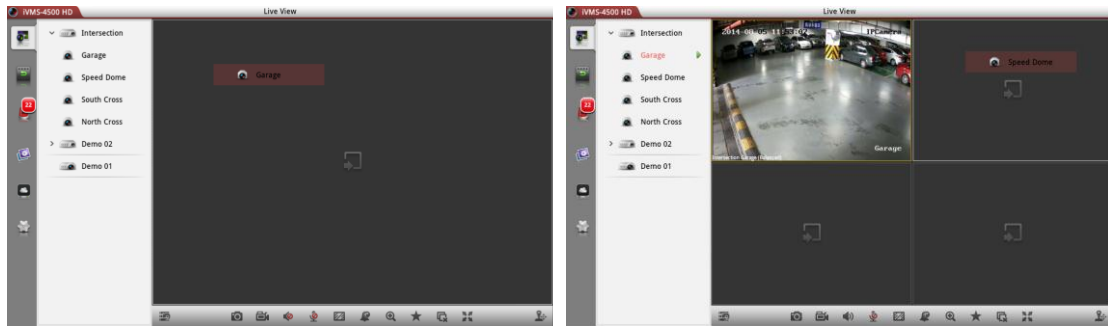 iVMS-4500 HD
Live View
Intersection
Garage
Garage
Speed Dome
South Cross
22
North Cross
Demo 02
Demo 01
iVMS-4500 HD
Live View
Intersection
IPCamera
Garage
Speed Dome
Speed Dome
South Cross
North Cross
Demo 02
Garage
Demo 01